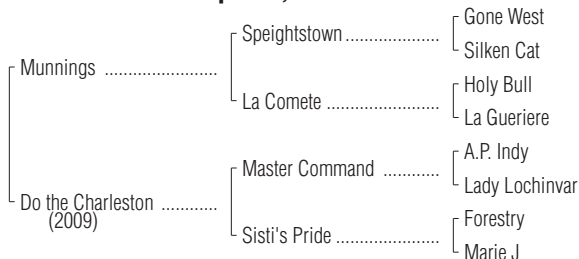 Munnings ........................
Speightstown ....................
Gone West
Silken Cat
La Comete ........................
Holy Bull
La Gueriere
Do the Charleston ............
(2009)
Master Command ............
A.P. Indy
Lady Lochinvar
Sisti's Pride ......................
Forestry
Marie J